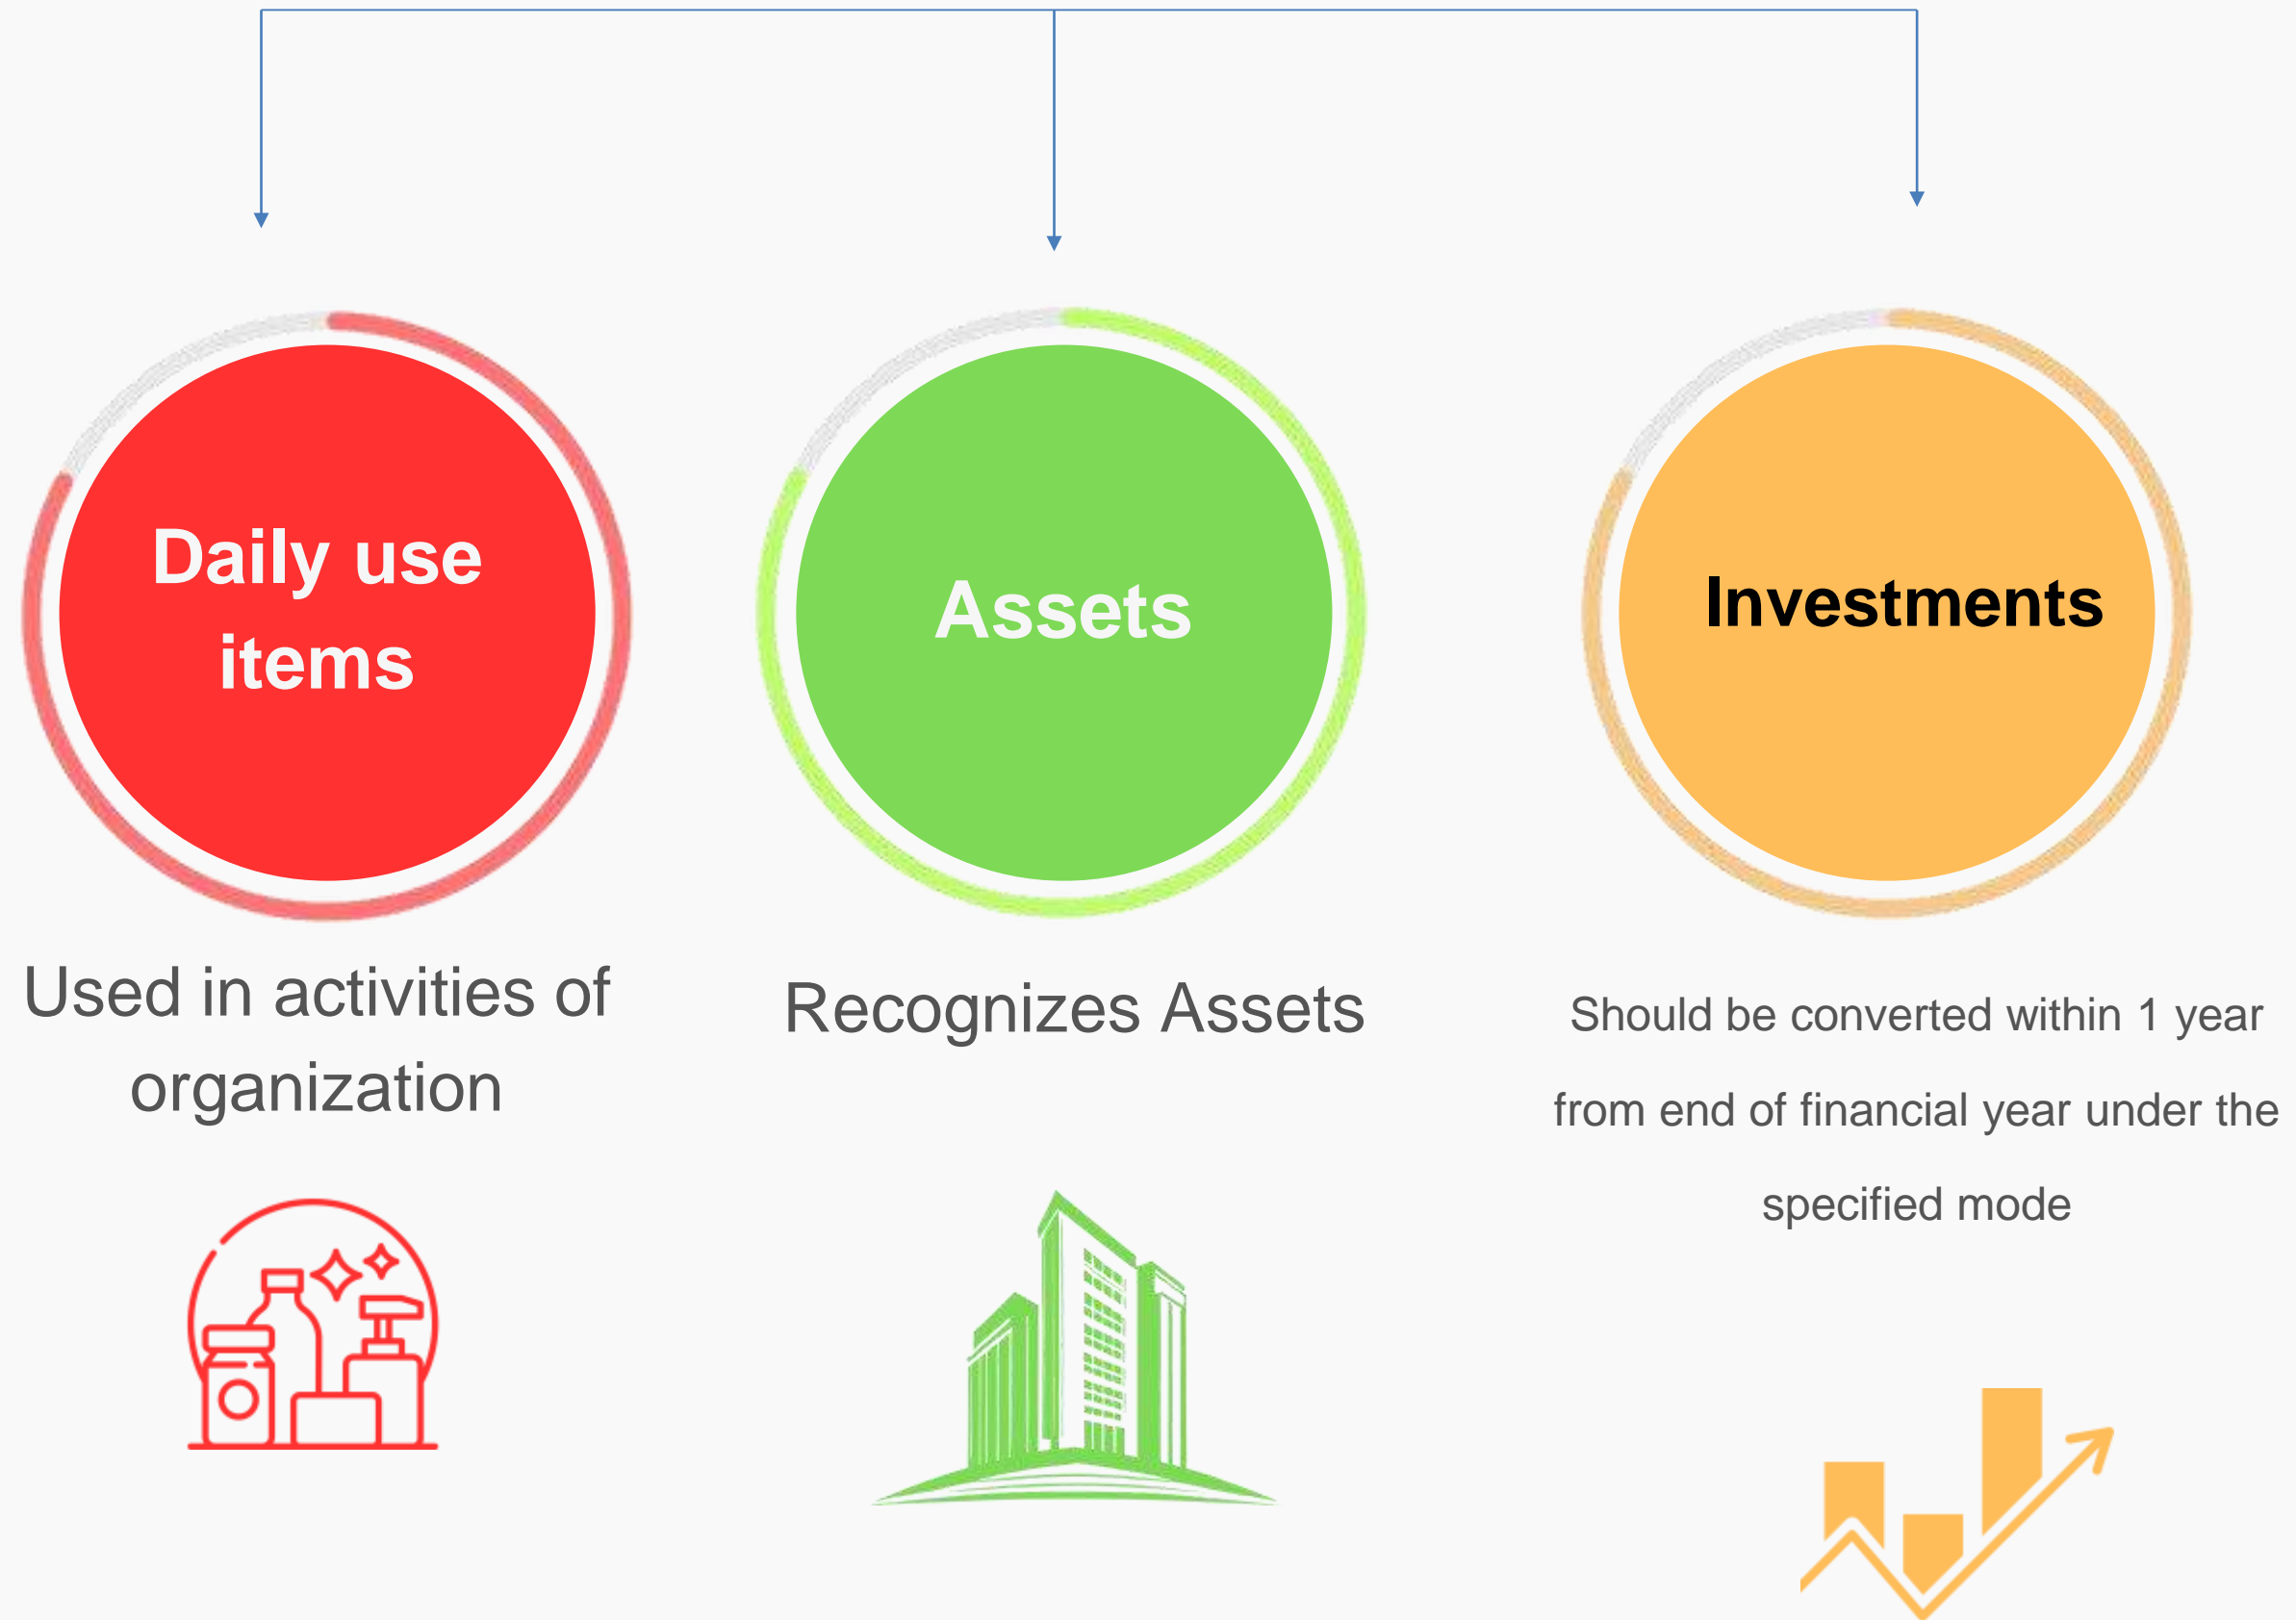 Daily use
items
Assets
Investments
Used in activities of
organization
Recognizes Assets
Should be converted within 1 year
from end of financial year under the
specified mode